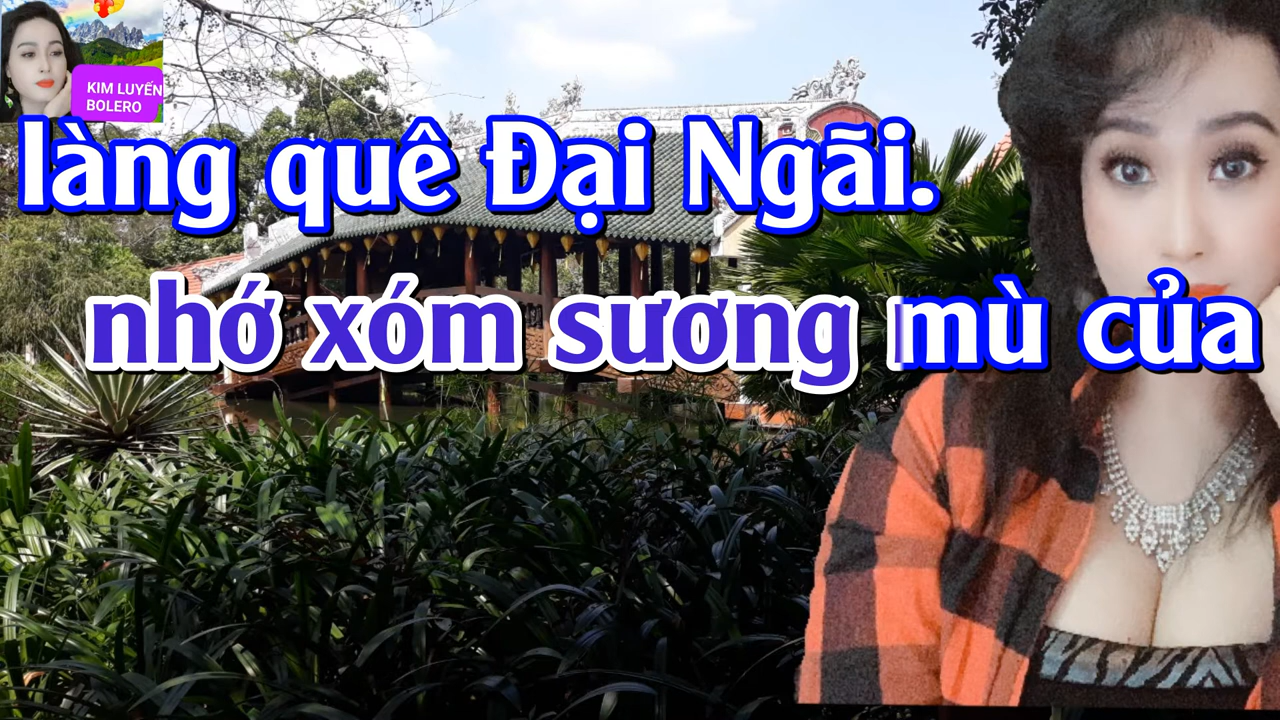 KIM LUYẾN
BOLERO
làng quê Đại Ngãi.
nhớ xóm sương mù của